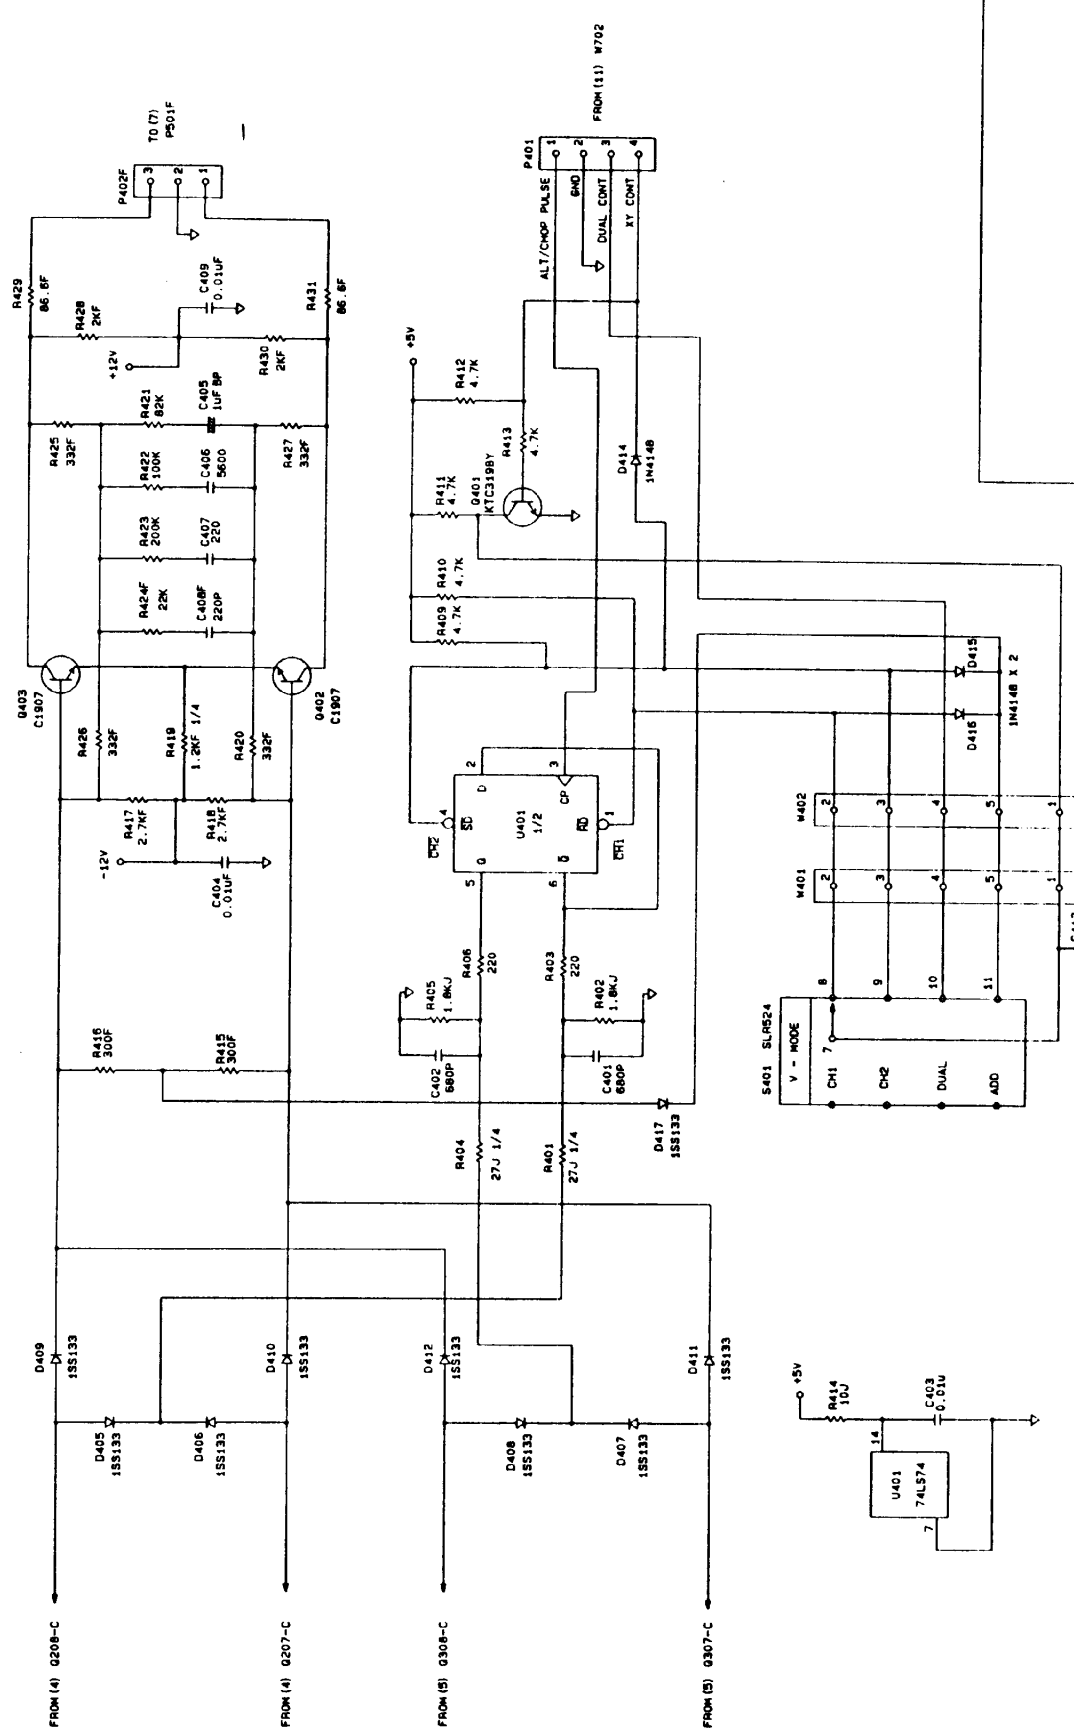 TO (7)
P501F
P402F
3
2
1
R429
86.6F
R428
2KF
+12V
C409
0.01uF
R430
2KF
R431
86.6F
R425
332F
R421
82K
C405
1uF BP
R427
332F
R422
100K
C406
5600
R423
200K
C407
220
R424F
22K
C408F
220P
Q403
C1907
Q402
C1907
R426
332F
R419
1.2KF 1/4
R420
332F
R417
2.7KF
R418
2.7KF
-12V
C404
0.01UF
R416
300F
R415
300F
D409
1SS133
D410
1SS133
D412
1SS133
D411
1SS133
D405
1SS133
D406
1SS133
D408
1SS133
D407
1SS133
FROM (4) Q208-C
FROM (4) Q207-C
FROM (5) Q308-C
FROM (5) Q307-C
FROM (11) W702
P401
1
2
3
4
ALT/CHOP PULSE
GND
DUAL CONT
XY CONT
+5V
R412
4.7K
R413
4.7K
R411
4.7K
Q401
KTC3198Y
R410
4.7K
R409
4.7K
D414
1N4148
D415
D416
1N4148 X 2
CH2
4
SD
2
D
3
CP
U401
1/2
RD
1
CH1
5
Q
6
Q
R406
220
R403
220
R405
1.8KJ
R402
1.8KJ
C402
680P
C401
680P
R404
27J 1/4
R401
27J 1/4
D417
1SS133
W402
2
3
4
5
1
W401
2
3
4
5
1
S401 SLR524
V - MODE
8
9
10
11
7
CH1
CH2
DUAL
ADD
+5V
R414
10J
C403
0.01u
14
U401
74LS74
7